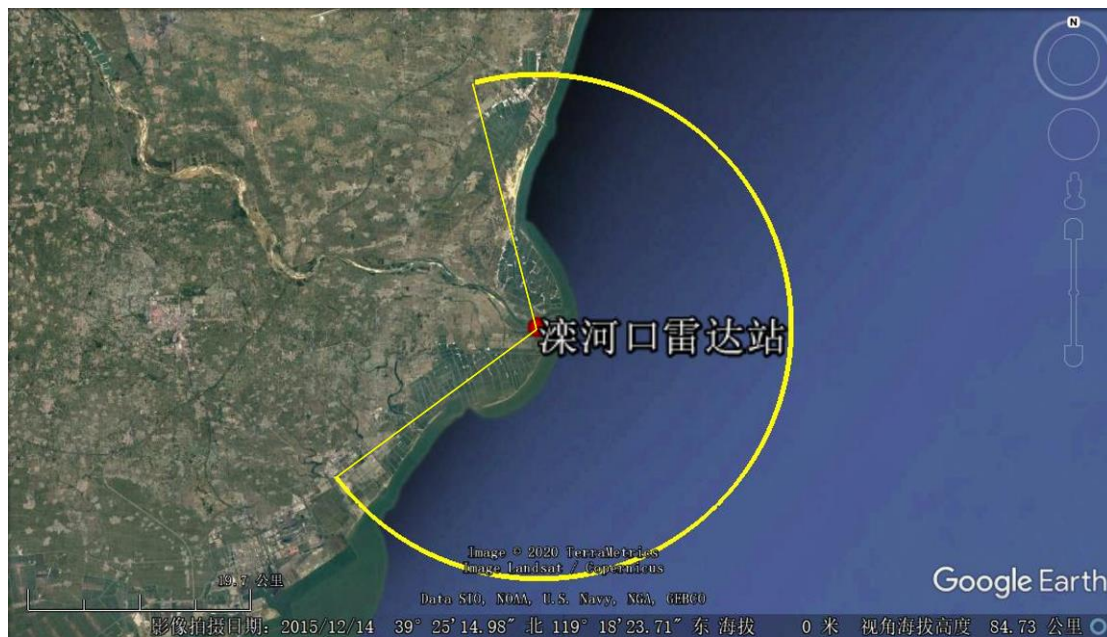 N
滦河口雷达站
Image © 2020 TerraMetrics
Image Landsat / Copernicus
19.7 公里
Data SIO, NOAA, U.S. Navy, NGA, GEBCO
Google Earth
影像拍摄日期: 2015/12/14 39° 25'14.98" 北 119° 18'23.71" 东 海拔 0 米 视角海拔高度 84.73 公里